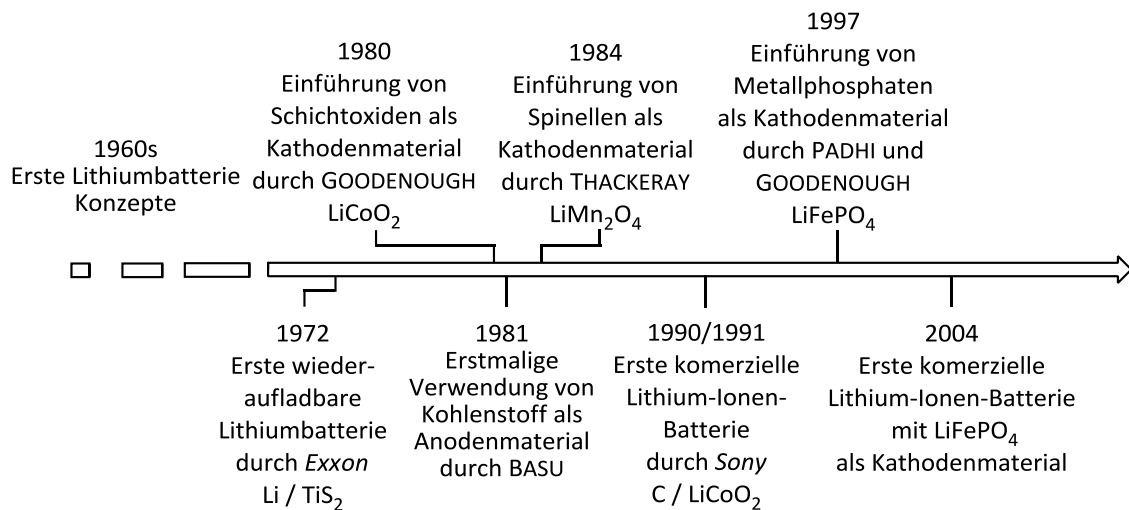 1960s
Erste Lithiumbatterie
Konzepte
1980
Einführung von
Schichtoxiden als
Kathodenmaterial
durch GOODENOUGH
LiCoO₂
1984
Einführung von
Spinellen als
Kathodenmaterial
durch THACKERAY
LiMn₂O₄
1997
Einführung von
Metallphosphaten
als Kathodenmaterial
durch PADHI und
GOODENOUGH
LiFePO₄
1972
Erste wieder-
aufladbare
Lithiumbatterie
durch Exxon
Li / TiS₂
1981
Erstmalige
Verwendung von
Kohlenstoff als
Anodenmaterial
durch BASU
1990/1991
Erste komerzielle
Lithium-Ionen-
Batterie
durch Sony
C / LiCoO₂
2004
Erste komerzielle
Lithium-Ionen-Batterie
mit LiFePO₄
als Kathodenmaterial